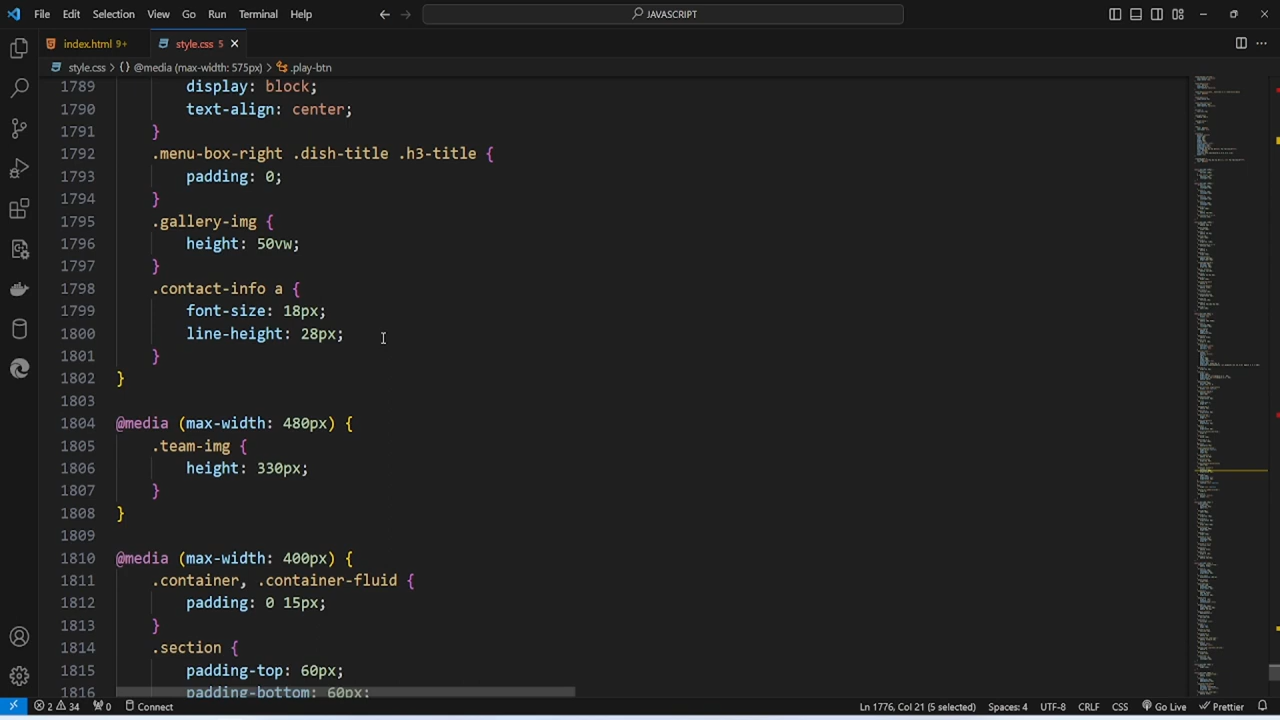 File Edit Selection View Go Run Terminal Help
JAVASCRIPT
index.html 9+
style.css 5
style.css > {} @media (max-width: 575px) > .play-btn
1789 display: block;
1790 text-align: center;
1791 }
1792 .menu-box-right .dish-title .h3-title {
1793 padding: 0;
1794 }
1795 .gallery-img {
1796 height: 50vw;
1797 }
1798 .contact-info a {
1799 font-size: 18px;
1800 line-height: 28px;
1801 }
1802 }
1803
1804 @media (max-width: 480px) {
1805 .team-img {
1806 height: 330px;
1807 }
1808 }
1809
1810 @media (max-width: 400px) {
1811 .container, .container-fluid {
1812 padding: 0 15px;
1813 }
1814 .section {
1815 padding-top: 60px;
1816 padding-bottom: 60px;
2 34 0 Connect Ln 1776, Col 21 (5 selected) Spaces: 4 UTF-8 CRLF CSS Go Live Prettier